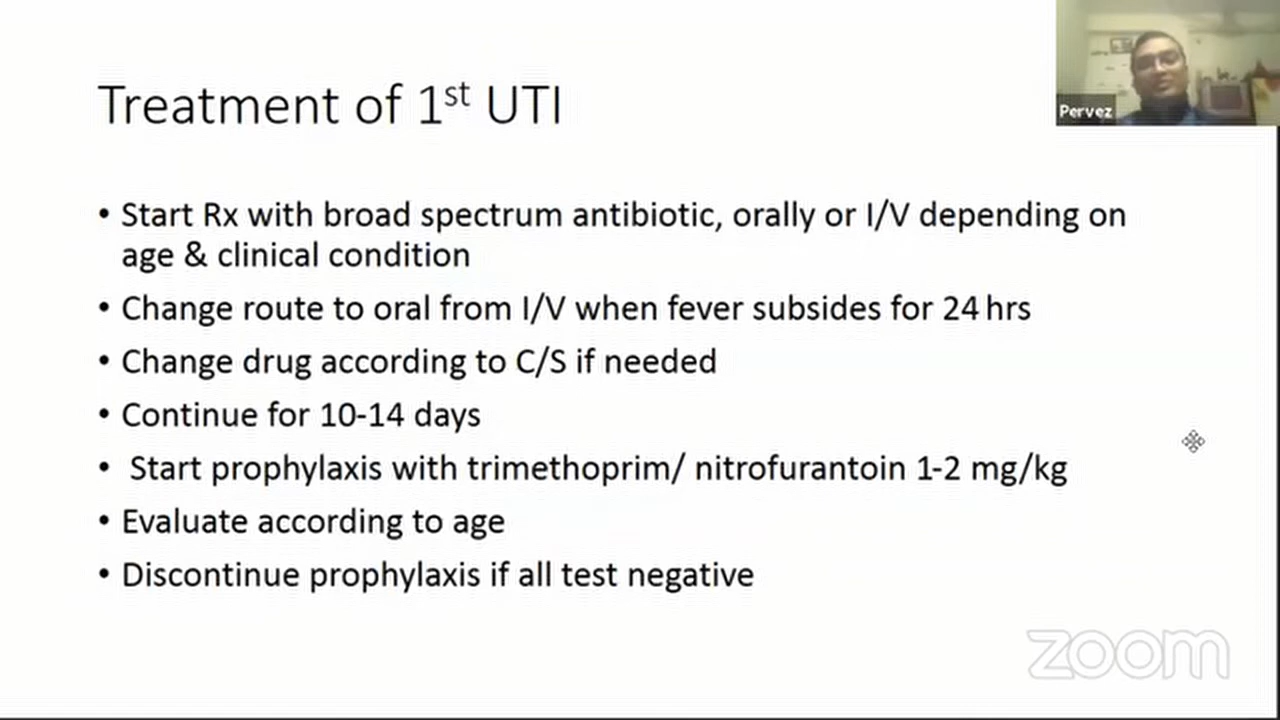 Treatment of 1st UTI
Pervez
• Start Rx with broad spectrum antibiotic, orally or I/V depending on
age & clinical condition
• Change route to oral from I/V when fever subsides for 24 hrs
• Change drug according to C/S if needed
• Continue for 10-14 days
• Start prophylaxis with trimethoprim/ nitrofurantoin 1-2 mg/kg
• Evaluate according to age
• Discontinue prophylaxis if all test negative
zoom